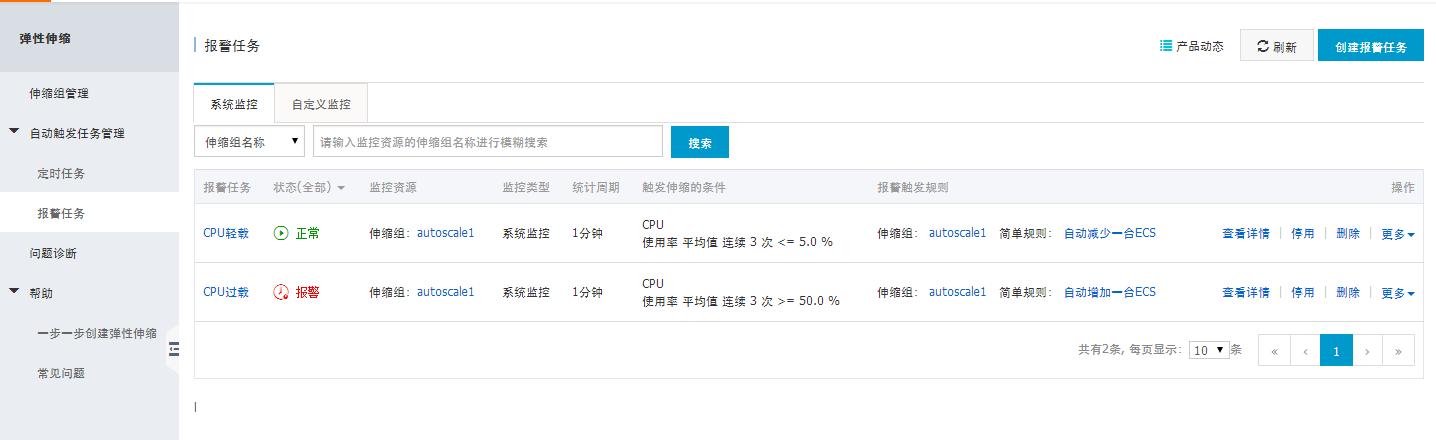 弹性伸缩
伸缩组管理
自动触发任务管理
定时任务
报警任务
问题诊断
帮助
一步一步创建弹性伸缩
常见问题
报警任务
产品动态 刷新 创建报警任务
系统监控 自定义监控
伸缩组名称 请输入监控资源的伸缩组名称进行模糊搜索 搜索
报警任务 状态(全部) 监控资源 监控类型 统计周期 触发伸缩的条件 报警触发规则 操作
CPU轻载 正常 伸缩组: autoscale1 系统监控 1分钟 CPU
使用率 平均值 连续 3 次 <= 5.0 % 伸缩组: autoscale1 简单规则: 自动减少一台ECS 查看详情 | 停用 | 删除 | 更多
CPU过载 报警 伸缩组: autoscale1 系统监控 1分钟 CPU
使用率 平均值 连续 3 次 >= 50.0 % 伸缩组: autoscale1 简单规则: 自动增加一台ECS 查看详情 | 停用 | 删除 | 更多
共有2条, 每页显示: 10 条 « ‹ 1 › »